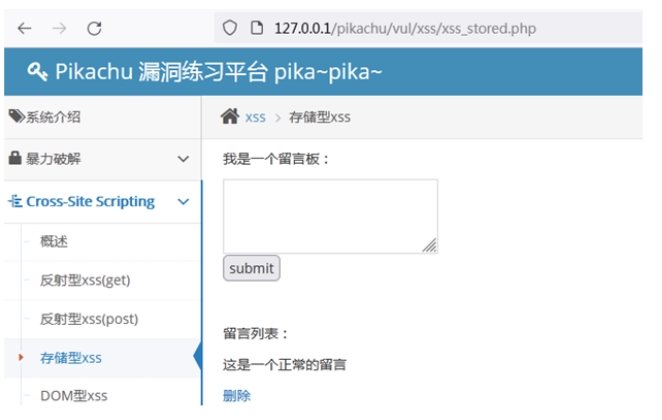 127.0.0.1/pikachu/vul/xss/xss_stored.php
Pikachu 漏洞练习平台 pika~pika~
系统介绍
xss > 存储型xss
暴力破解
我是一个留言板：
Cross-Site Scripting
概述
submit
反射型xss(get)
反射型xss(post)
留言列表：
存储型xss
这是一个正常的留言
DOM型xss
删除